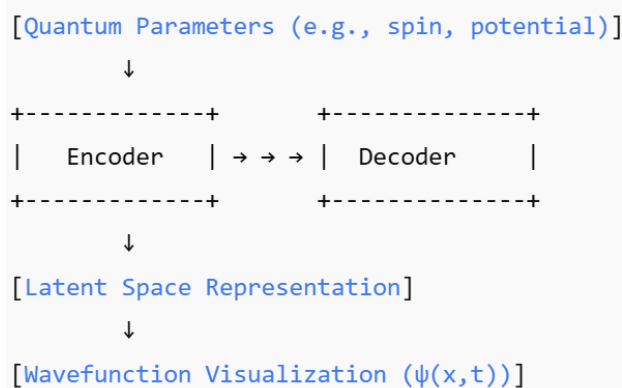 [Quantum Parameters (e.g., spin, potential)]
↓
+-------------+ +--------------+
| Encoder | → → → | Decoder |
+-------------+ +--------------+
↓
[Latent Space Representation]
↓
[Wavefunction Visualization (ψ(x,t))]